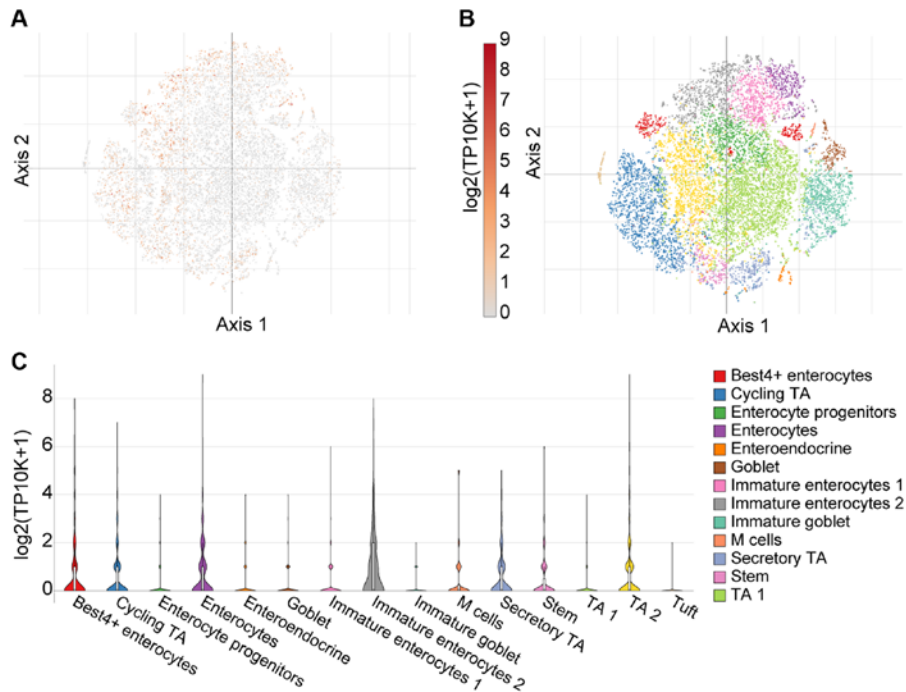 A
Axis 2
Axis 1
log2(TP10K+1)
9
8
7
6
5
4
3
2
1
0
B
Axis 2
Axis 1
C
log2(TP10K+1)
8
6
4
2
0
Best4+ enterocytes
Cycling TA
Enterocyte progenitors
Enterocytes
Enteroendocrine
Goblet
Immature enterocytes 1
Immature enterocytes 2
Immature goblet
M cells
Secretory TA
Stem
TA 1
TA 2
Tuft
Best4+ enterocytes
Cycling TA
Enterocyte progenitors
Enterocytes
Enteroendocrine
Goblet
Immature enterocytes 1
Immature enterocytes 2
Immature goblet
M cells
Secretory TA
Stem
TA 1